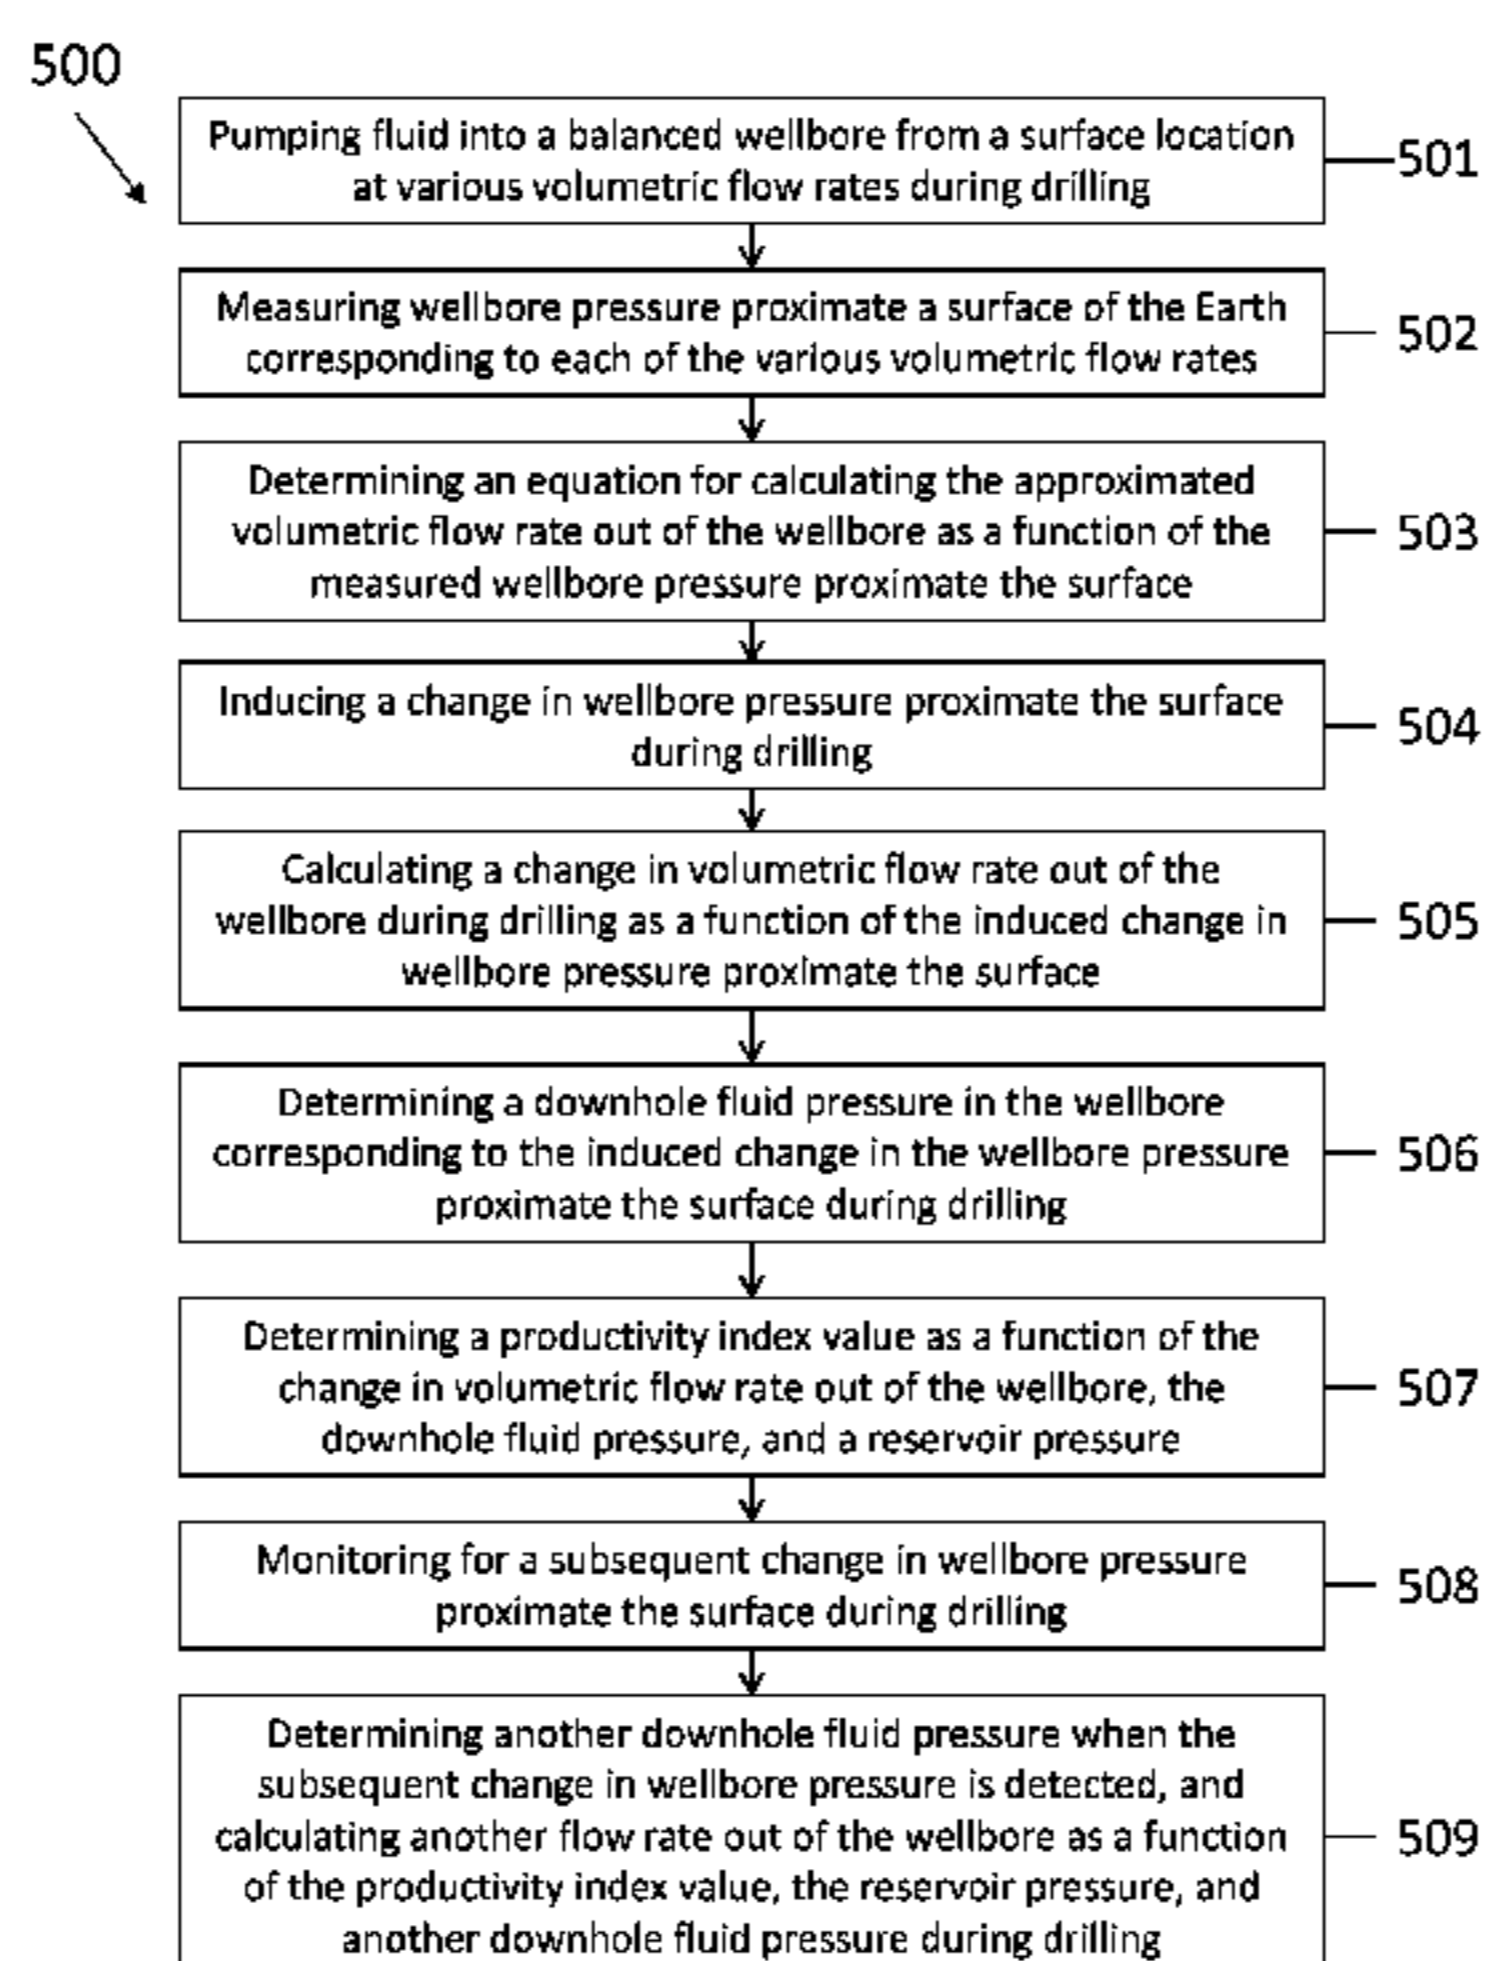 500
Pumping fluid into a balanced wellbore from a surface location
at various volumetric flow rates during drilling
501
Measuring wellbore pressure proximate a surface of the Earth
corresponding to each of the various volumetric flow rates
502
Determining an equation for calculating the approximated
volumetric flow rate out of the wellbore as a function of the
measured wellbore pressure proximate the surface
503
Inducing a change in wellbore pressure proximate the surface
during drilling
504
Calculating a change in volumetric flow rate out of the
wellbore during drilling as a function of the induced change in
wellbore pressure proximate the surface
505
Determining a downhole fluid pressure in the wellbore
corresponding to the induced change in the wellbore pressure
proximate the surface during drilling
506
Determining a productivity index value as a function of the
change in volumetric flow rate out of the wellbore, the
downhole fluid pressure, and a reservoir pressure
507
Monitoring for a subsequent change in wellbore pressure
proximate the surface during drilling
508
Determining another downhole fluid pressure when the
subsequent change in wellbore pressure is detected, and
calculating another flow rate out of the wellbore as a function
of the productivity index value, the reservoir pressure, and
another downhole fluid pressure during drilling
509